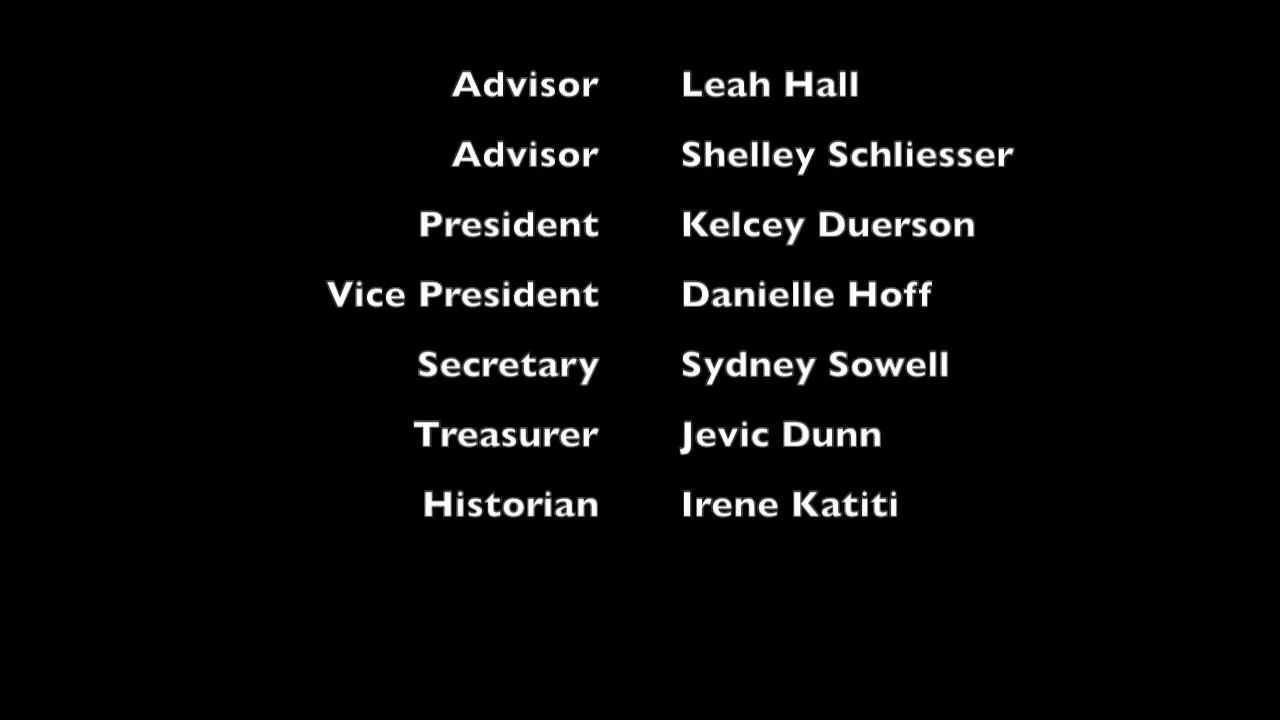 Advisor Leah Hall
Advisor Shelley Schliesser
President Kelcey Duerson
Vice President Danielle Hoff
Secretary Sydney Sowell
Treasurer Jevic Dunn
Historian Irene Katiti